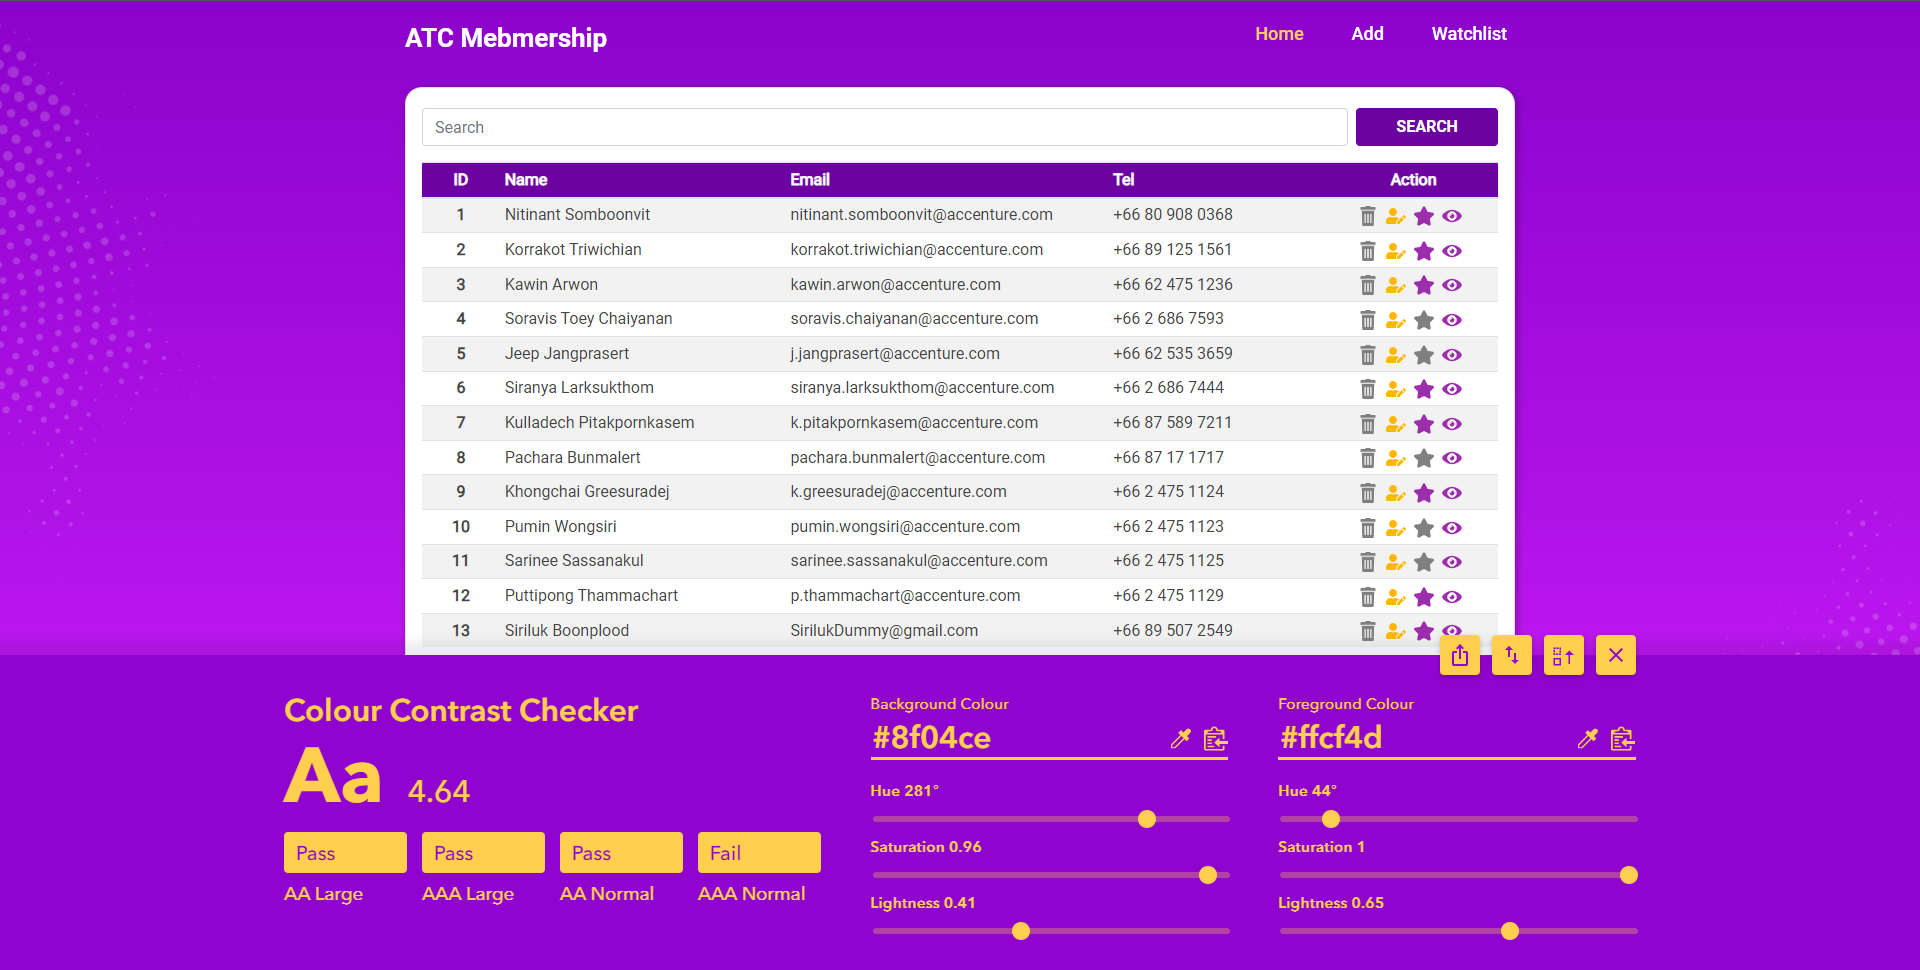 ATC Mebmership
Home Add Watchlist
Search SEARCH
ID Name Email Tel Action
1 Nitinant Somboonvit nitinant.somboonvit@accenture.com +66 80 908 0368
2 Korrakot Triwichian korrakot.triwichian@accenture.com +66 89 125 1561
3 Kawin Arwon kawin.arwon@accenture.com +66 62 475 1236
4 Soravis Toey Chaiyanan soravis.chaiyanan@accenture.com +66 2 686 7593
5 Jeep Jangprasert j.jangprasert@accenture.com +66 62 535 3659
6 Siranya Larksukthom siranya.larksukthom@accenture.com +66 2 686 7444
7 Kulladech Pitakpornkasem k.pitakpornkasem@accenture.com +66 87 589 7211
8 Pachara Bunmalert pachara.bunmalert@accenture.com +66 87 17 1717
9 Khongchai Greesuradej k.greesuradej@accenture.com +66 2 475 1124
10 Pumin Wongsiri pumin.wongsiri@accenture.com +66 2 475 1123
11 Sarinee Sassanakul sarinee.sassanakul@accenture.com +66 2 475 1125
12 Puttipong Thammachart p.thammachart@accenture.com +66 2 475 1129
13 Siriluk Boonplood SirilukDummy@gmail.com +66 89 507 2549
Colour Contrast Checker
Aa 4.64
Pass Pass Pass Fail
AA Large AAA Large AA Normal AAA Normal
Background Colour
#8f04ce
Hue 281°
Saturation 0.96
Lightness 0.41
Foreground Colour
#ffcf4d
Hue 44°
Saturation 1
Lightness 0.65